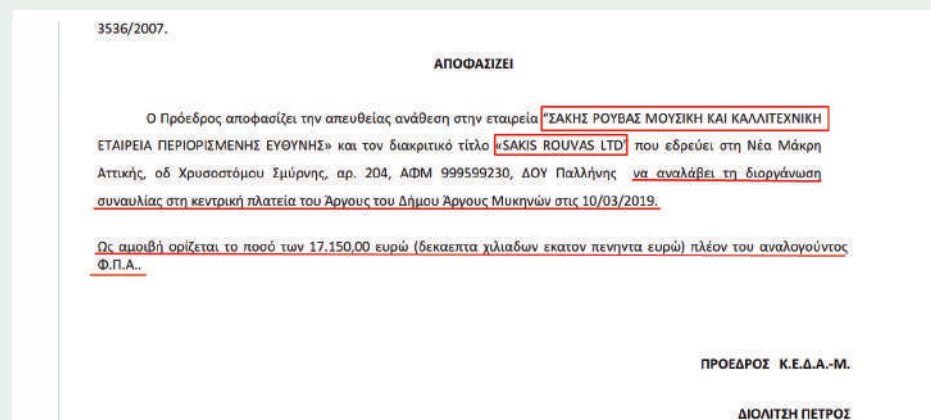 3536/2007.
ΑΠΟΦΑΣΙΖΕΙ
Ο Πρόεδρος αποφασίζει την απευθείας ανάθεση στην εταιρεία "ΣΑΚΗΣ ΡΟΥΒΑΣ ΜΟΥΣΙΚΗ ΚΑΙ ΚΑΛΛΙΤΕΧΝΙΚΗ
ΕΤΑΙΡΕΙΑ ΠΕΡΙΟΡΙΣΜΕΝΗΣ ΕΥΘΥΝΗΣ» και τον διακριτικό τίτλο «SAKIS ROUVAS LTD" που εδρεύει στη Νέα Μάκρη
Αττικής, οδ Χρυσοστόμου Σμύρνης, αρ. 204, ΑΦΜ 999599230, ΔΟΥ Παλλήνης να αναλάβει τη διοργάνωση
συναυλίας στη κεντρική πλατεία του Άργους του Δήμου Άργους Μυκηνών στις 10/03/2019.
Ως αμοιβή ορίζεται το ποσό των 17.150,00 ευρώ (δεκαεπτα χιλιαδων εκατον πενηντα ευρώ) πλέον του αναλογούντος
Φ.Π.Α..
ΠΡΟΕΔΡΟΣ Κ.Ε.Δ.Α.-Μ.
ΔΙΟΛΙΤΣΗ ΠΕΤΡΟΣ